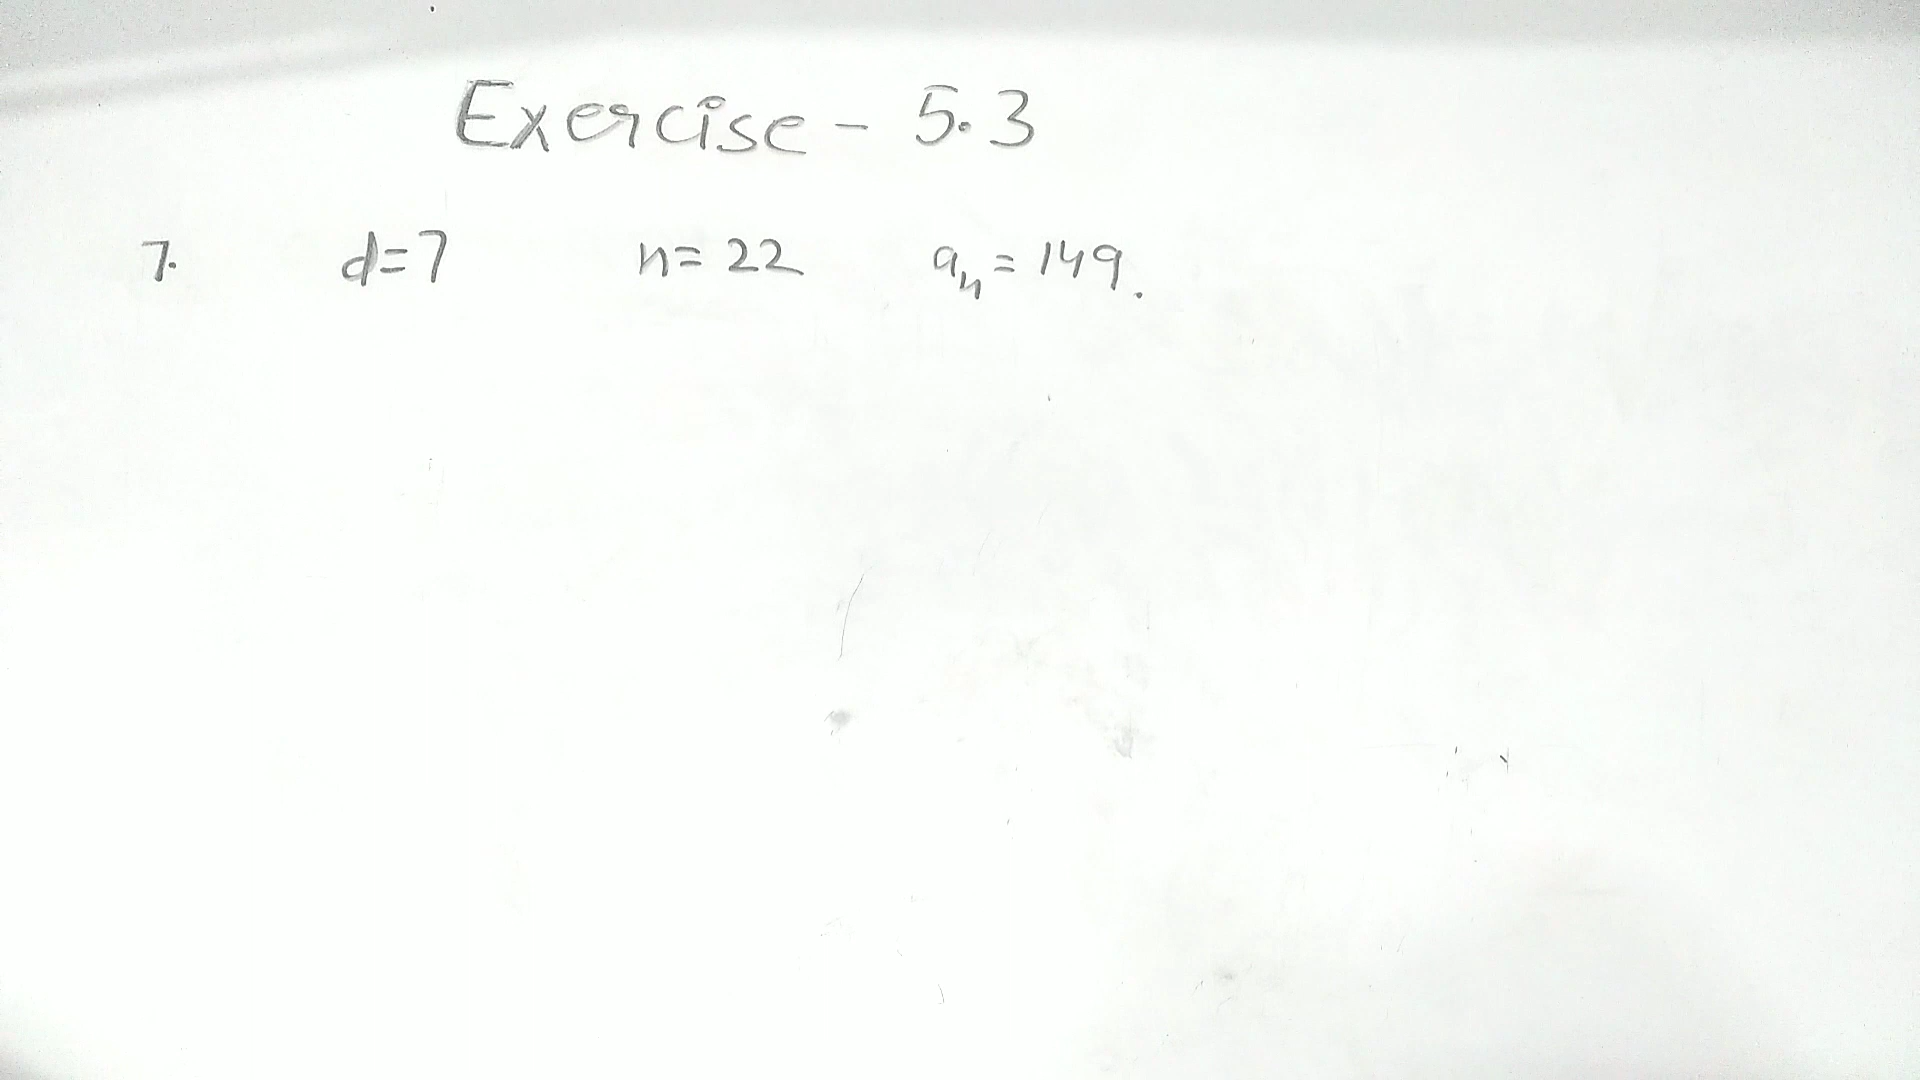 Exercise - 5.3
7. d=7 n= 22 aₙ = 149.